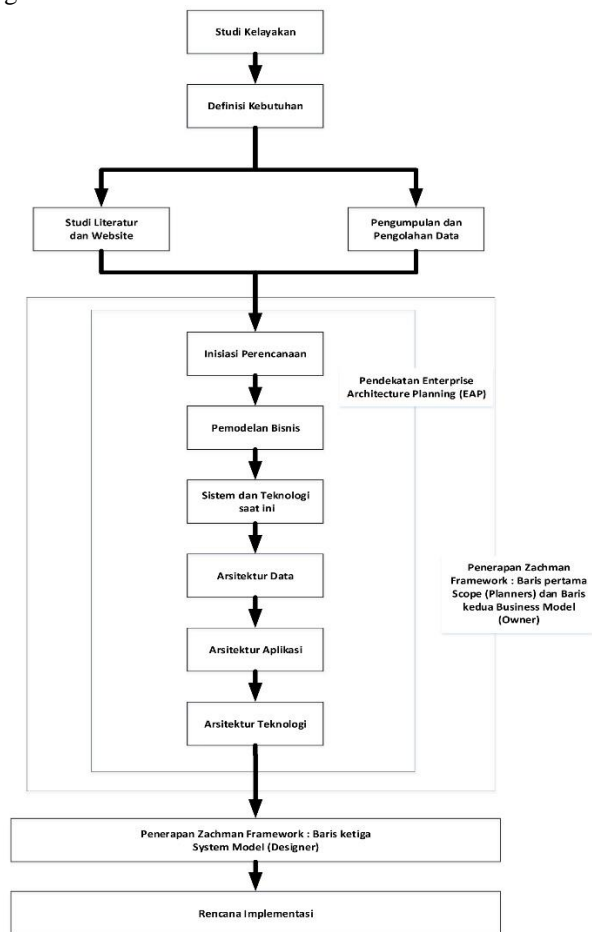 Studi Kelayakan
Definisi Kebutuhan
Studi Literatur
dan Website
Pengumpulan dan
Pengolahan Data
Inisiasi Perencanaan
Pendekatan Enterprise
Architecture Planning (EAP)
Pemodelan Bisnis
Sistem dan Teknologi
saat ini
Arsitektur Data
Penerapan Zachman
Framework : Baris pertama
Scope (Planners) dan Baris
kedua Business Model
(Owner)
Arsitektur Aplikasi
Arsitektur Teknologi
Penerapan Zachman Framework : Baris ketiga
System Model (Designer)
Rencana Implementasi